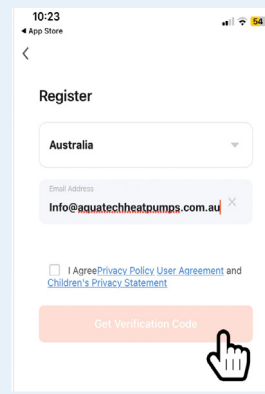 10:23
54
◀ App Store
Register
Australia
Email Address
Info@aquatechheatpumps.com.au
I AgreePrivacy Policy User Agreement and
Children's Privacy Statement
Get Verification Code